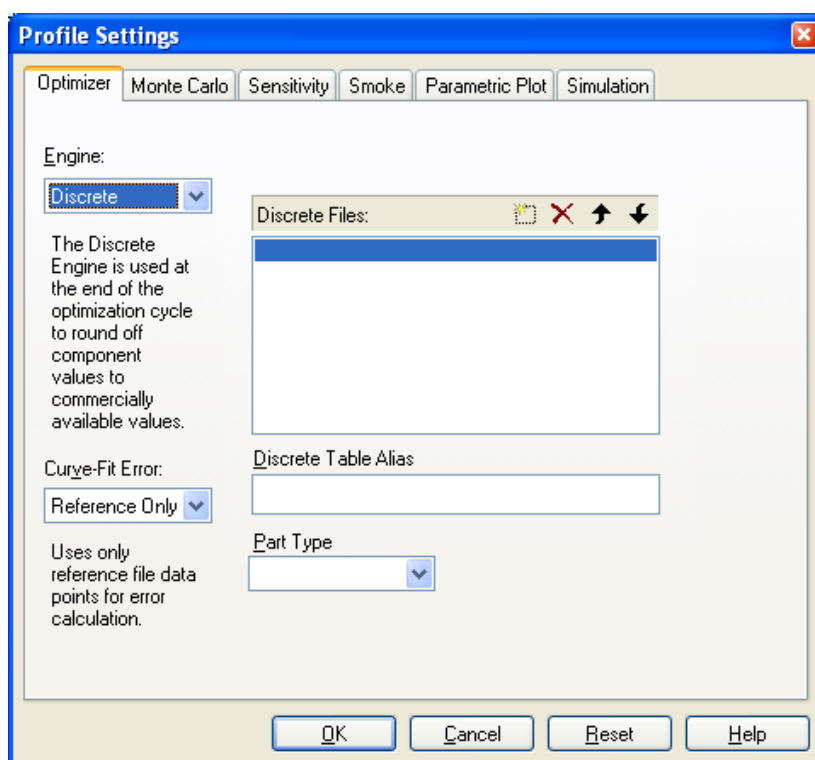 Profile Settings
Optimizer Monte Carlo Sensitivity Smoke Parametric Plot Simulation
Engine:
Discrete
The Discrete
Engine is used at
the end of the
optimization cycle
to round off
component
values to
commercially
available values.
Curve-Fit Error:
Reference Only
Uses only
reference file data
points for error
calculation.
Discrete Files:
Discrete Table Alias
Part Type
OK Cancel Reset Help